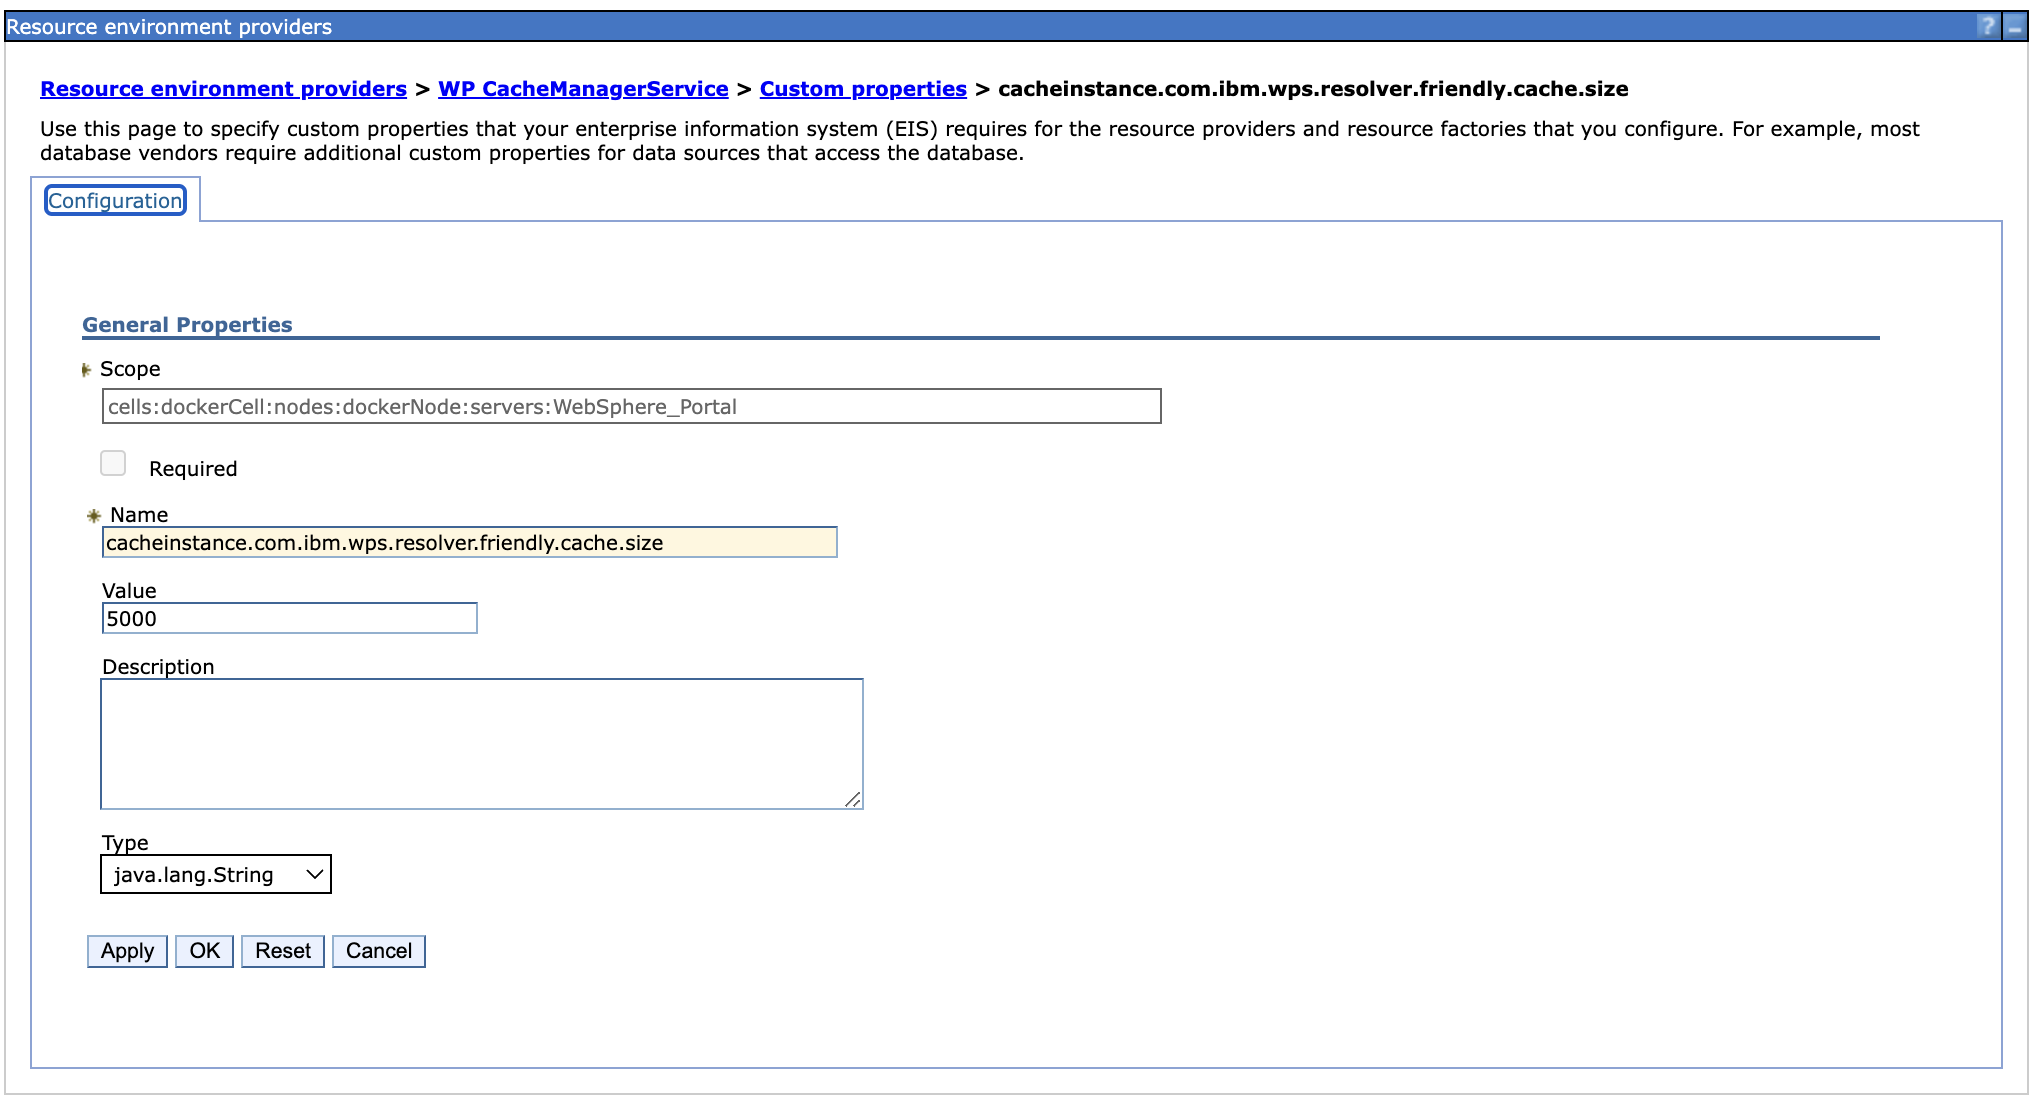 Resource environment providers ? _
Resource environment providers > WP CacheManagerService > Custom properties > cacheinstance.com.ibm.wps.resolver.friendly.cache.size
Use this page to specify custom properties that your enterprise information system (EIS) requires for the resource providers and resource factories that you configure. For example, most
database vendors require additional custom properties for data sources that access the database.
Configuration
General Properties
Scope
cells:dockerCell:nodes:dockerNode:servers:WebSphere_Portal
Required
Name
cacheinstance.com.ibm.wps.resolver.friendly.cache.size
Value
5000
Description
Type
java.lang.String
Apply OK Reset Cancel